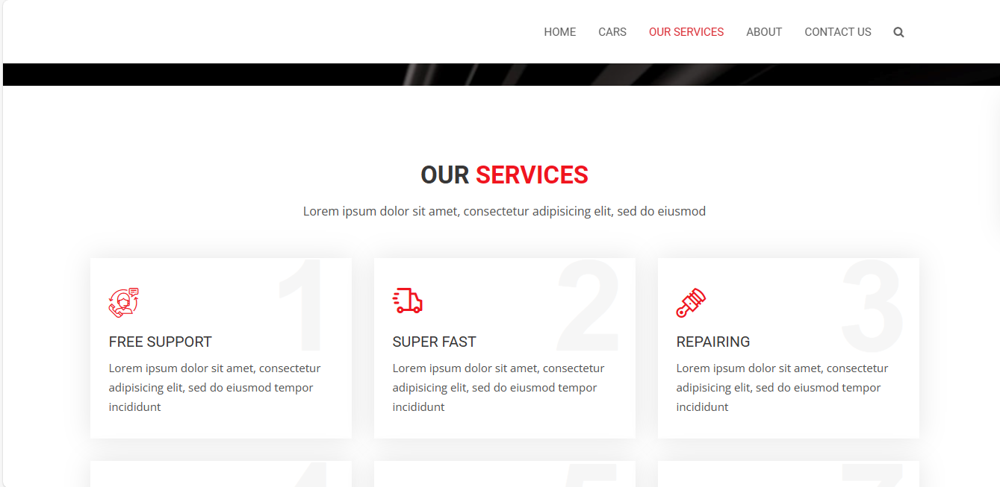 HOME CARS OUR SERVICES ABOUT CONTACT US
OUR SERVICES
Lorem ipsum dolor sit amet, consectetur adipisicing elit, sed do eiusmod
1
FREE SUPPORT
Lorem ipsum dolor sit amet, consectetur
adipisicing elit, sed do eiusmod tempor
incididunt
2
SUPER FAST
Lorem ipsum dolor sit amet, consectetur
adipisicing elit, sed do eiusmod tempor
incididunt
3
REPAIRING
Lorem ipsum dolor sit amet, consectetur
adipisicing elit, sed do eiusmod tempor
incididunt